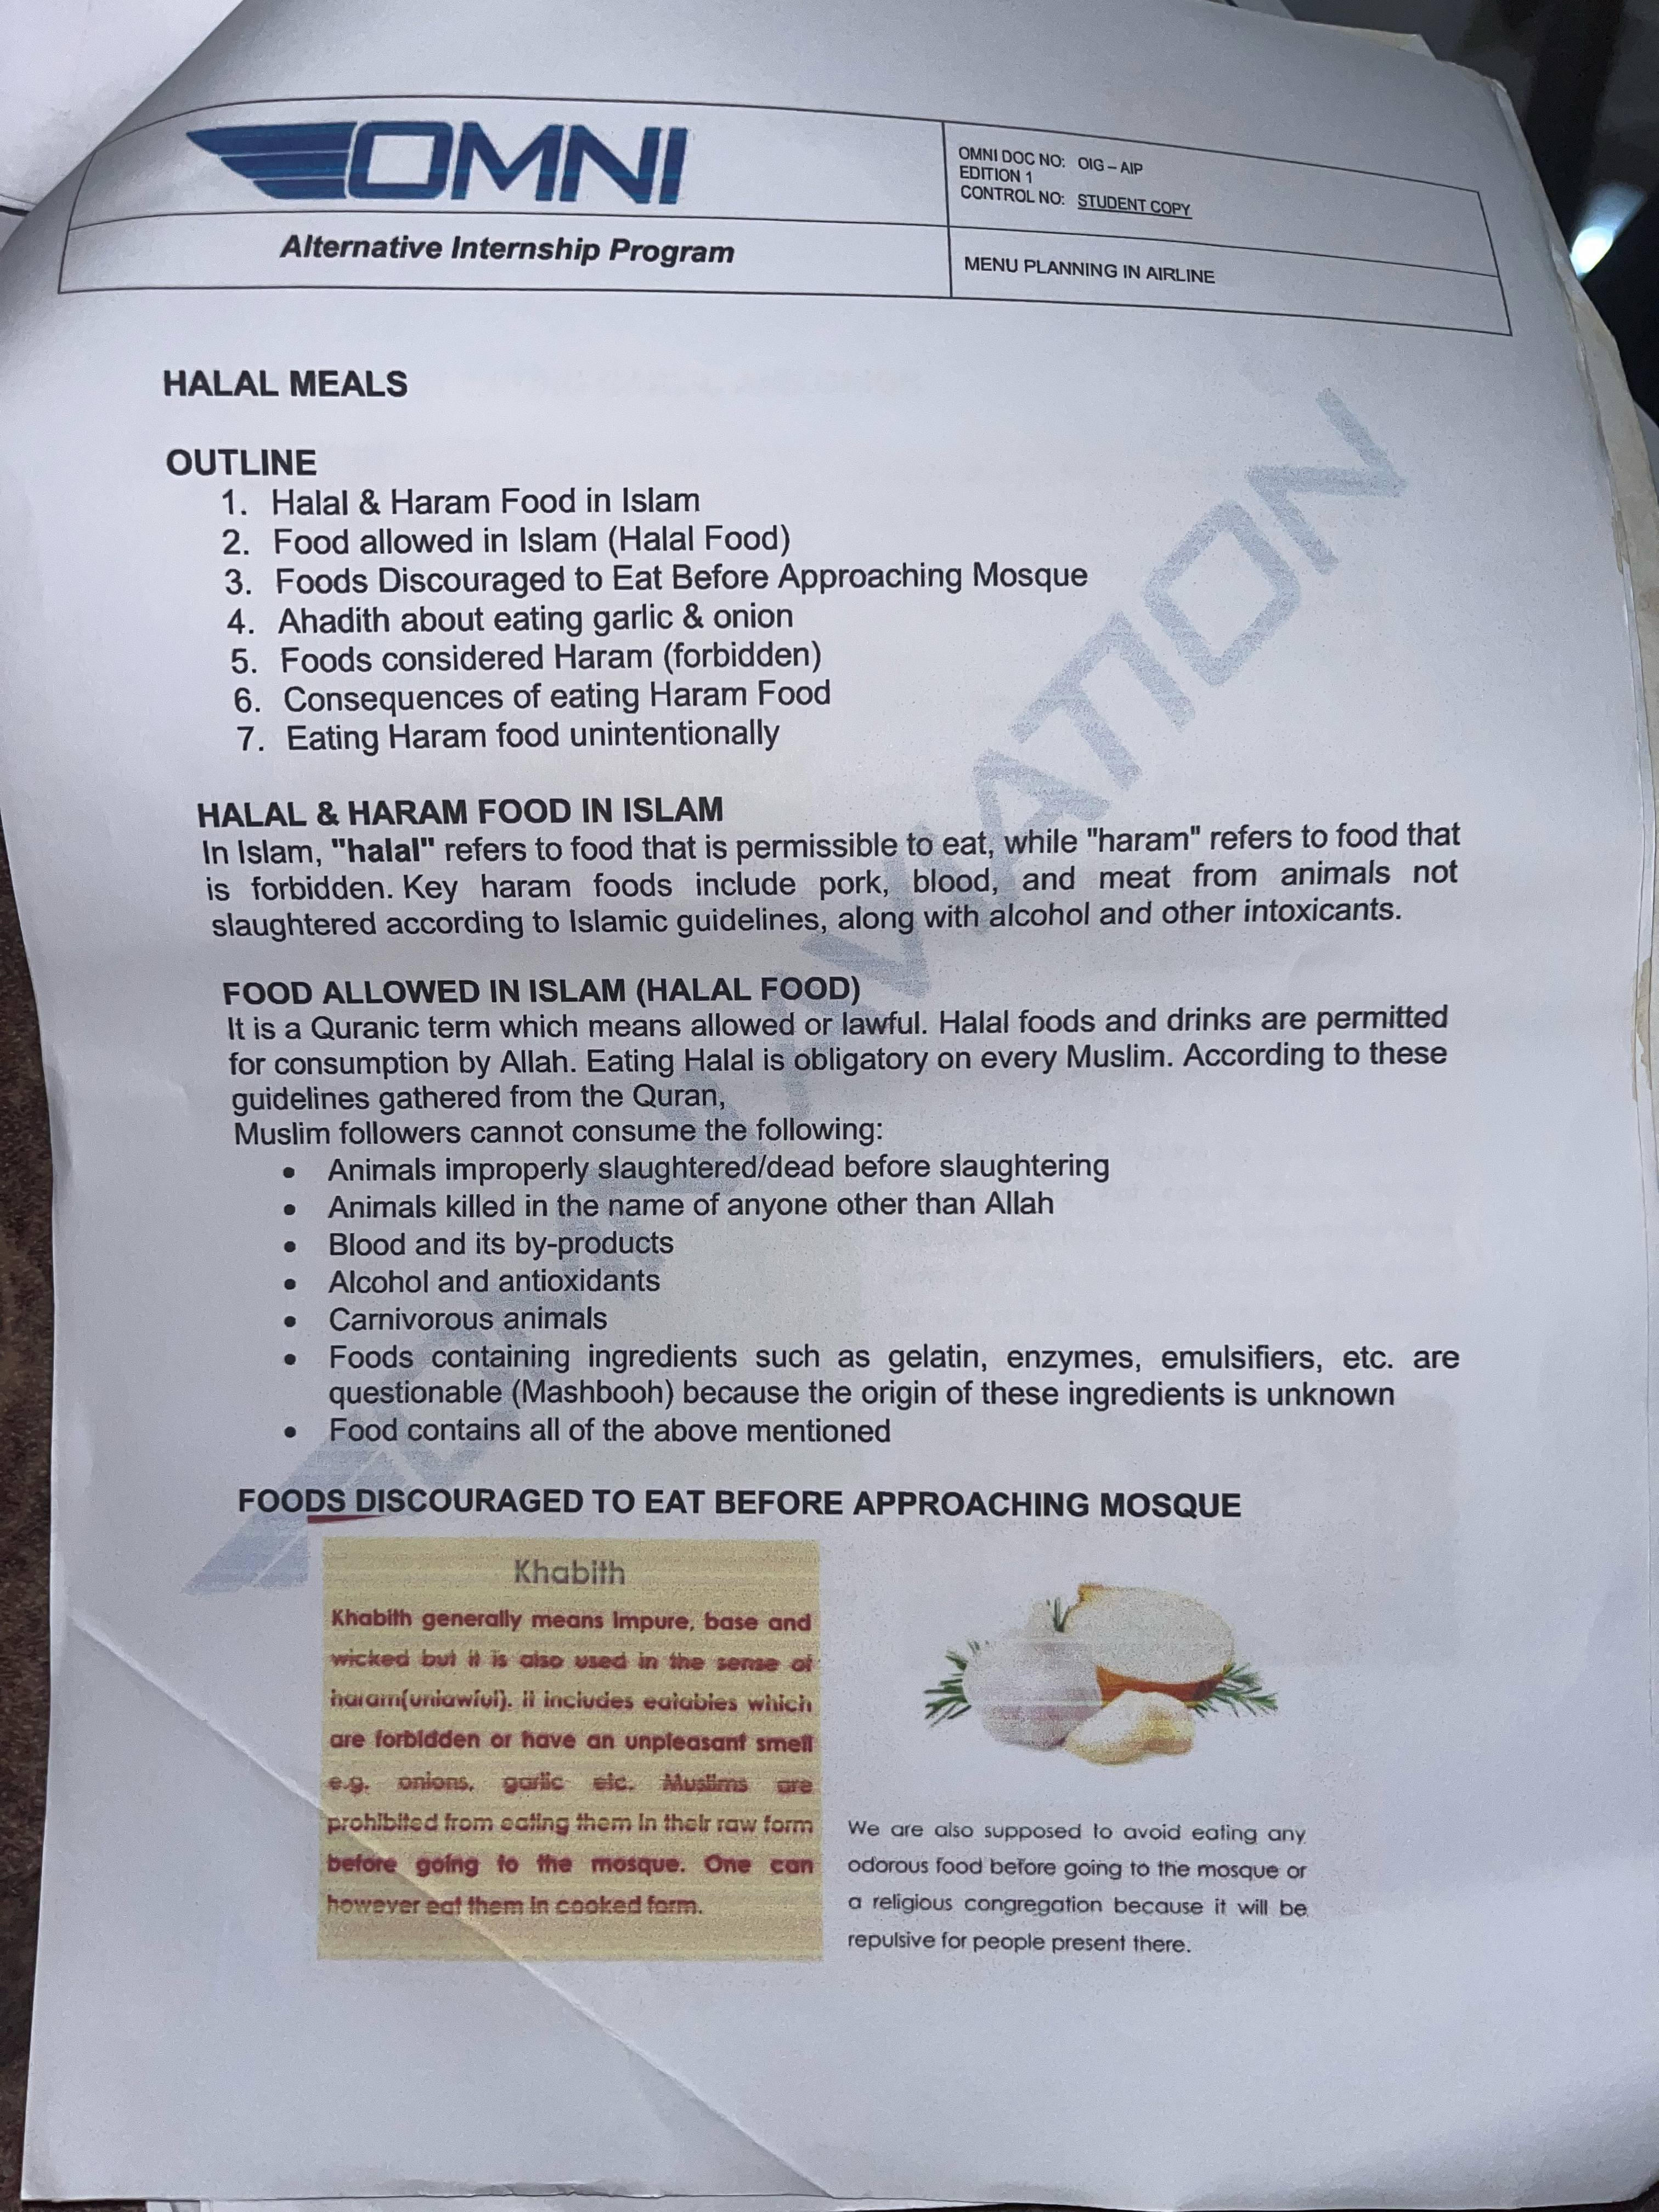 OMNI
OMNI DOC NO: OIG – AIP
EDITION 1
CONTROL NO: STUDENT COPY
Alternative Internship Program
MENU PLANNING IN AIRLINE
HALAL MEALS
OUTLINE
1. Halal & Haram Food in Islam
2. Food allowed in Islam (Halal Food)
3. Foods Discouraged to Eat Before Approaching Mosque
4. Ahadith about eating garlic & onion
5. Foods considered Haram (forbidden)
6. Consequences of eating Haram Food
7. Eating Haram food unintentionally
HALAL & HARAM FOOD IN ISLAM
In Islam, "halal" refers to food that is permissible to eat, while "haram" refers to food that
is forbidden. Key haram foods include pork, blood, and meat from animals not
slaughtered according to Islamic guidelines, along with alcohol and other intoxicants.
FOOD ALLOWED IN ISLAM (HALAL FOOD)
It is a Quranic term which means allowed or lawful. Halal foods and drinks are permitted
for consumption by Allah. Eating Halal is obligatory on every Muslim. According to these
guidelines gathered from the Quran,
Muslim followers cannot consume the following:
• Animals improperly slaughtered/dead before slaughtering
• Animals killed in the name of anyone other than Allah
• Blood and its by-products
• Alcohol and antioxidants
• Carnivorous animals
• Foods containing ingredients such as gelatin, enzymes, emulsifiers, etc. are
questionable (Mashbooh) because the origin of these ingredients is unknown
• Food contains all of the above mentioned
FOODS DISCOURAGED TO EAT BEFORE APPROACHING MOSQUE
Khabith
Khabith generally means impure, base and
wicked but it is also used in the sense of
haram(unlawful). It includes eatables which
are forbidden or have an unpleasant smell
e.g. onions, garlic etc. Muslims are
prohibited from eating them in their raw form
before going to the mosque. One can
however eat them in cooked form.
We are also supposed to avoid eating any
odorous food before going to the mosque or
a religious congregation because it will be
repulsive for people present there.
OMNI AVIATION